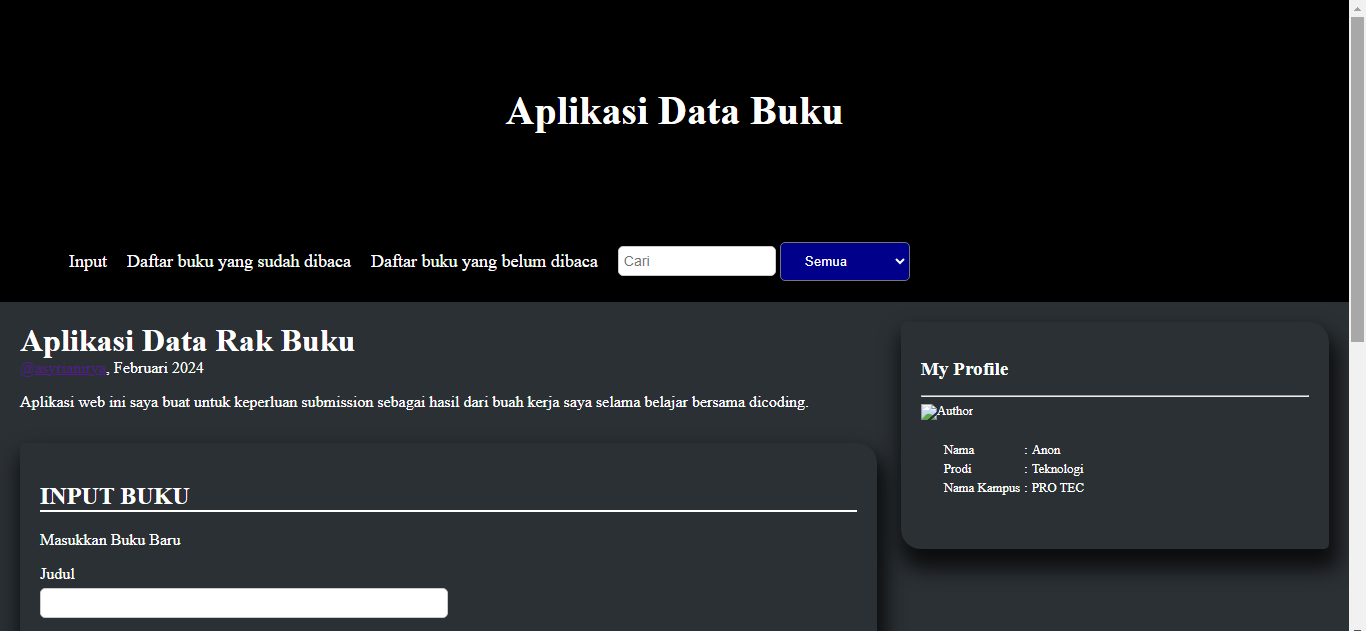 Aplikasi Data Buku
Input Daftar buku yang sudah dibaca Daftar buku yang belum dibaca Cari Semua
Aplikasi Data Rak Buku
, Februari 2024
Aplikasi web ini saya buat untuk keperluan submission sebagai hasil dari buah kerja saya selama belajar bersama dicoding.
INPUT BUKU
Masukkan Buku Baru
Judul
My Profile
Author
Nama : Anon
Prodi : Teknologi
Nama Kampus : PRO TEC